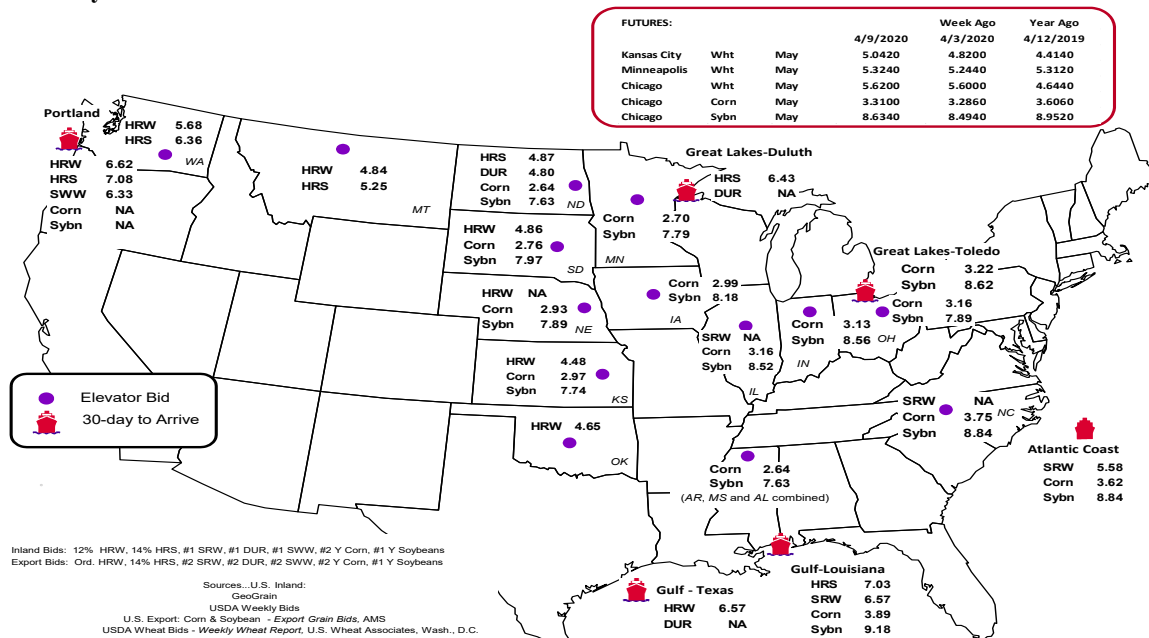 FUTURES: Week Ago Year Ago
4/9/2020 4/3/2020 4/12/2019
Kansas City Wht May 5.0420 4.8200 4.4140
Minneapolis Wht May 5.3240 5.2440 5.3120
Chicago Wht May 5.6200 5.6000 4.6440
Chicago Corn May 3.3100 3.2860 3.6060
Chicago Sybn May 8.6340 8.4940 8.9520
Portland
HRW 6.62
HRS 7.08
SWW 6.33
Corn NA
Sybn NA
HRW 5.68
HRS 6.36
WA
HRW 4.84
HRS 5.25
MT
HRS 4.87
DUR 4.80
Corn 2.64
Sybn 7.63
ND
HRW 4.86
Corn 2.76
Sybn 7.97
SD
HRW NA
Corn 2.93
Sybn 7.89
NE
HRW 4.48
Corn 2.97
Sybn 7.74
KS
HRW 4.65
OK
Great Lakes-Duluth
HRS 6.43
DUR NA
Corn 2.70
Sybn 7.79
MN
Corn 2.99
Sybn 8.18
IA
SRW NA
Corn 3.16
Sybn 8.52
IL
Great Lakes-Toledo
Corn 3.22
Sybn 8.62
Corn 3.16
Sybn 7.89
OH
Corn 3.13
Sybn 8.56
IN
SRW NA
Corn 3.75
Sybn 8.84
NC
Atlantic Coast
SRW 5.58
Corn 3.62
Sybn 8.84
Corn 2.64
Sybn 7.63
(AR, MS and AL combined)
Gulf-Louisiana
HRS 7.03
SRW 6.57
Corn 3.89
Sybn 9.18
Gulf - Texas
HRW 6.57
DUR NA
Elevator Bid
30-day to Arrive
Inland Bids: 12% HRW, 14% HRS, #1 SRW, #1 DUR, #1 SWW, #2 Y Corn, #1 Y Soybeans
Export Bids: Ord. HRW, 14% HRS, #2 SRW, #2 DUR, #2 SWW, #2 Y Corn, #1 Y Soybeans
Sources...U.S. Inland:
GeoGrain
USDA Weekly Bids
U.S. Export: Corn & Soybean - Export Grain Bids, AMS
USDA Wheat Bids - Weekly Wheat Report, U.S. Wheat Associates, Wash., D.C.